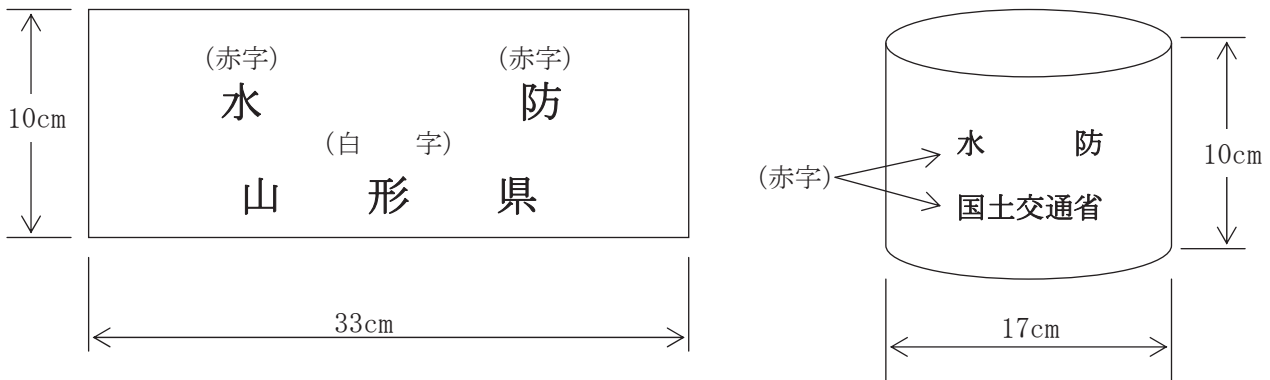 (赤字) (赤字)
水 防
10cm
(白 字)
山 形 県
33cm
水 防
(赤字)
国土交通省
10cm
17cm